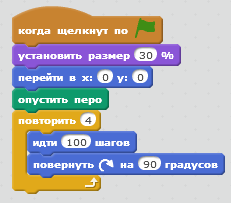 когда щелкнут по
установить размер 30 %
перейти в x: 0 y: 0
опустить перо
повторить 4
идти 100 шагов
повернуть на 90 градусов